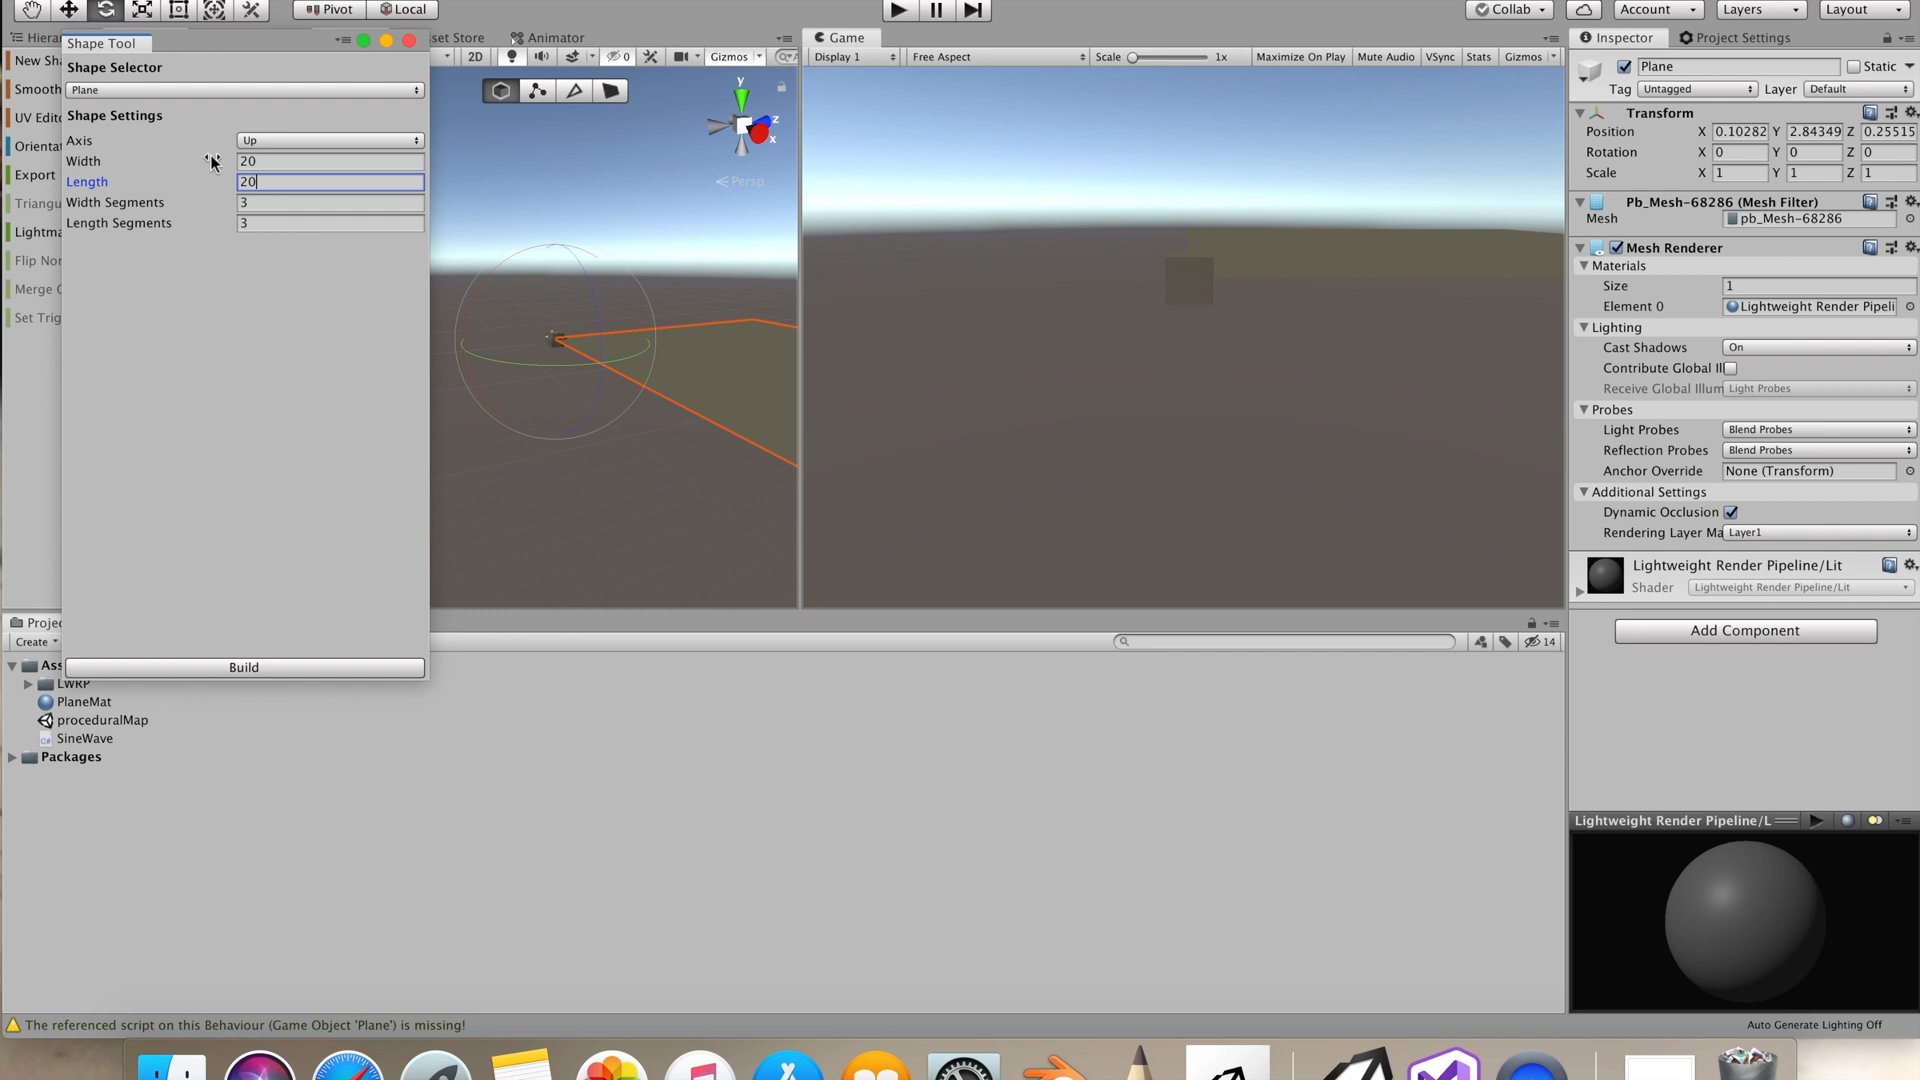 Pivot Local Collab Account Layers Layout
Shape Tool
Shape Selector
Plane
Shape Settings
Axis Up
Width 20
Length 20
Width Segments 3
Length Segments 3
Build
Hierar
New Sha
Smooth
UV Edito
Orientat
Export
Triangu
Lightma
Flip Nor
Merge O
Set Trig
set Store Animator
2D 0 Gizmos
y
z
x
Persp
Game
Display 1 Free Aspect Scale 1x Maximize On Play Mute Audio VSync Stats Gizmos
Inspector Project Settings
Plane Static
Tag Untagged Layer Default
Transform
Position X 0.10282 Y 2.84349 Z 0.25515
Rotation X 0 Y 0 Z 0
Scale X 1 Y 1 Z 1
Pb_Mesh-68286 (Mesh Filter)
Mesh pb_Mesh-68286
Mesh Renderer
Materials
Size 1
Element 0 Lightweight Render Pipeli
Lighting
Cast Shadows On
Contribute Global Il
Receive Global Illum Light Probes
Probes
Light Probes Blend Probes
Reflection Probes Blend Probes
Anchor Override None (Transform)
Additional Settings
Dynamic Occlusion
Rendering Layer Ma Layer1
Lightweight Render Pipeline/Lit
Shader Lightweight Render Pipeline/Lit
Add Component
Projec
Create 14
Ass
LWRP
PlaneMat
proceduralMap
SineWave
Packages
Lightweight Render Pipeline/L
The referenced script on this Behaviour (Game Object 'Plane') is missing!
Auto Generate Lighting Off